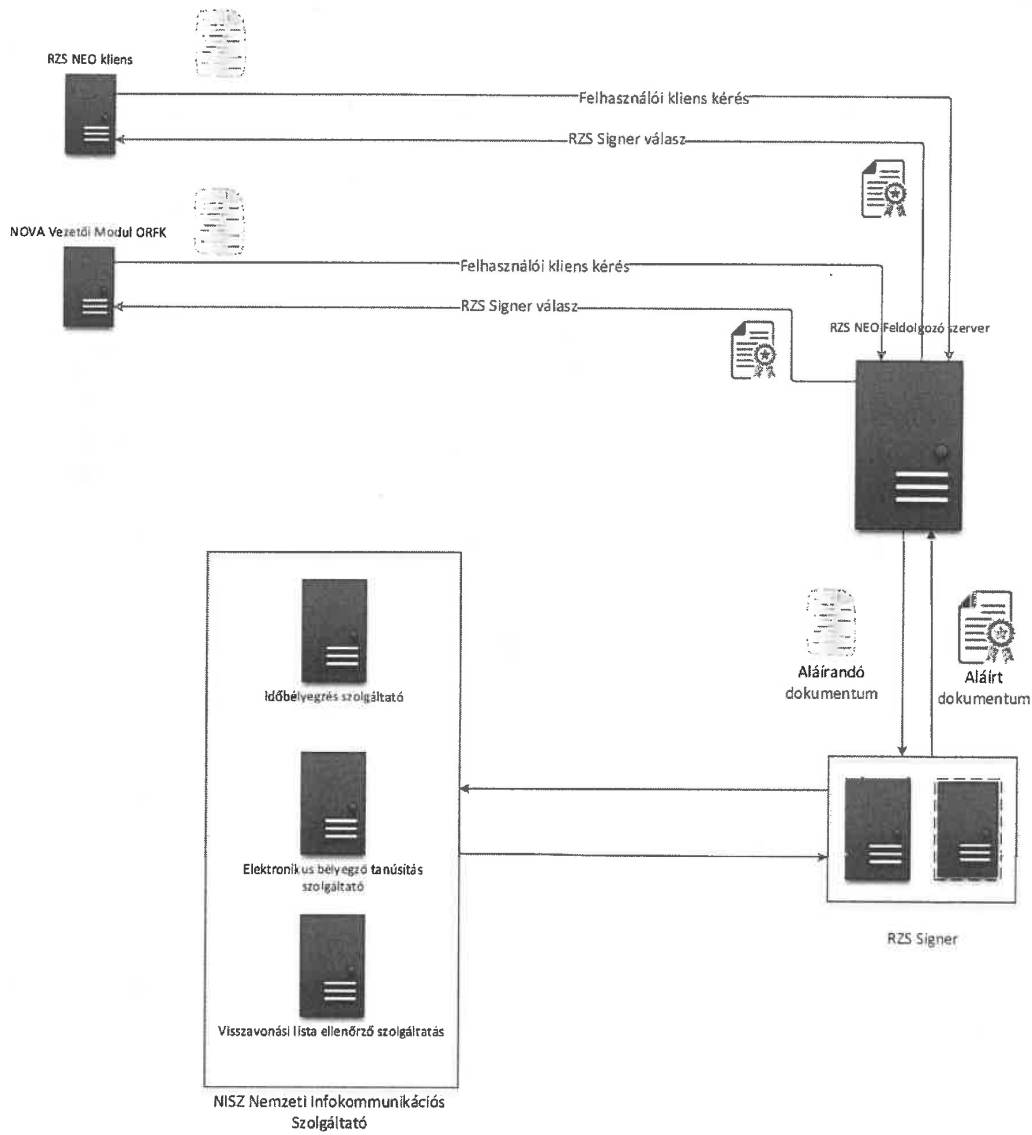 RZS NEO kliens
Felhasználói kliens kérés
RZS Signer válasz
NOVA Vezetői Modul ORFK
Felhasználói kliens kérés
RZS Signer válasz
RZS NEO Feldolgozó szerver
Aláírandó
dokumentum
Aláírt
dokumentum
Időbélyegzés szolgáltató
Elektronikus bélyegző tanúsítás
szolgáltató
Visszavonási lista ellenőrző szolgáltatás
RZS Signer
NISZ Nemzeti Infokommunikációs
Szolgáltató